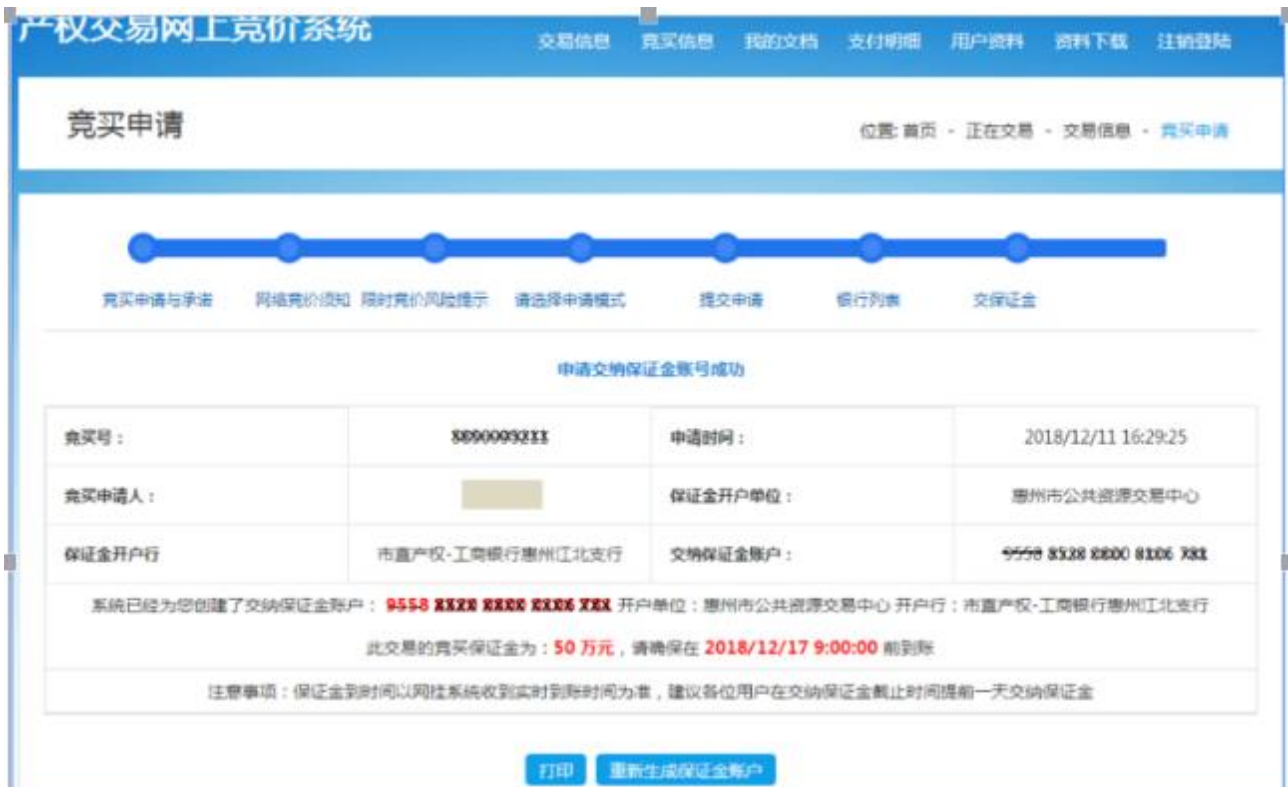 产权交易网上竞价系统
交易信息 竞买信息 我的文档 支付明细 用户资料 资料下载 注销登陆
竞买申请
位置: 首页 - 正在交易 - 交易信息 - 竞买申请
竞买申请与承诺 网络竞价须知 限时竞价风险提示 请选择申请模式 提交申请 银行列表 交保证金
申请交纳保证金账号成功
竞买号： 申请时间： 2018/12/11 16:29:25
竞买申请人： 保证金开户单位： 惠州市公共资源交易中心
保证金开户行 市直产权-工商银行惠州江北支行 交纳保证金账户： 9558
系统已经为您创建了交纳保证金账户： 9558 开户单位：惠州市公共资源交易中心 开户行：市直产权-工商银行惠州江北支行
此交易的竞买保证金为：50 万元，请确保在 2018/12/17 9:00:00 前到账
注意事项：保证金到时间以网挂系统收到实时到账时间为准，建议各位用户在交纳保证金截止时间提前一天交纳保证金
打印 重新生成保证金账户